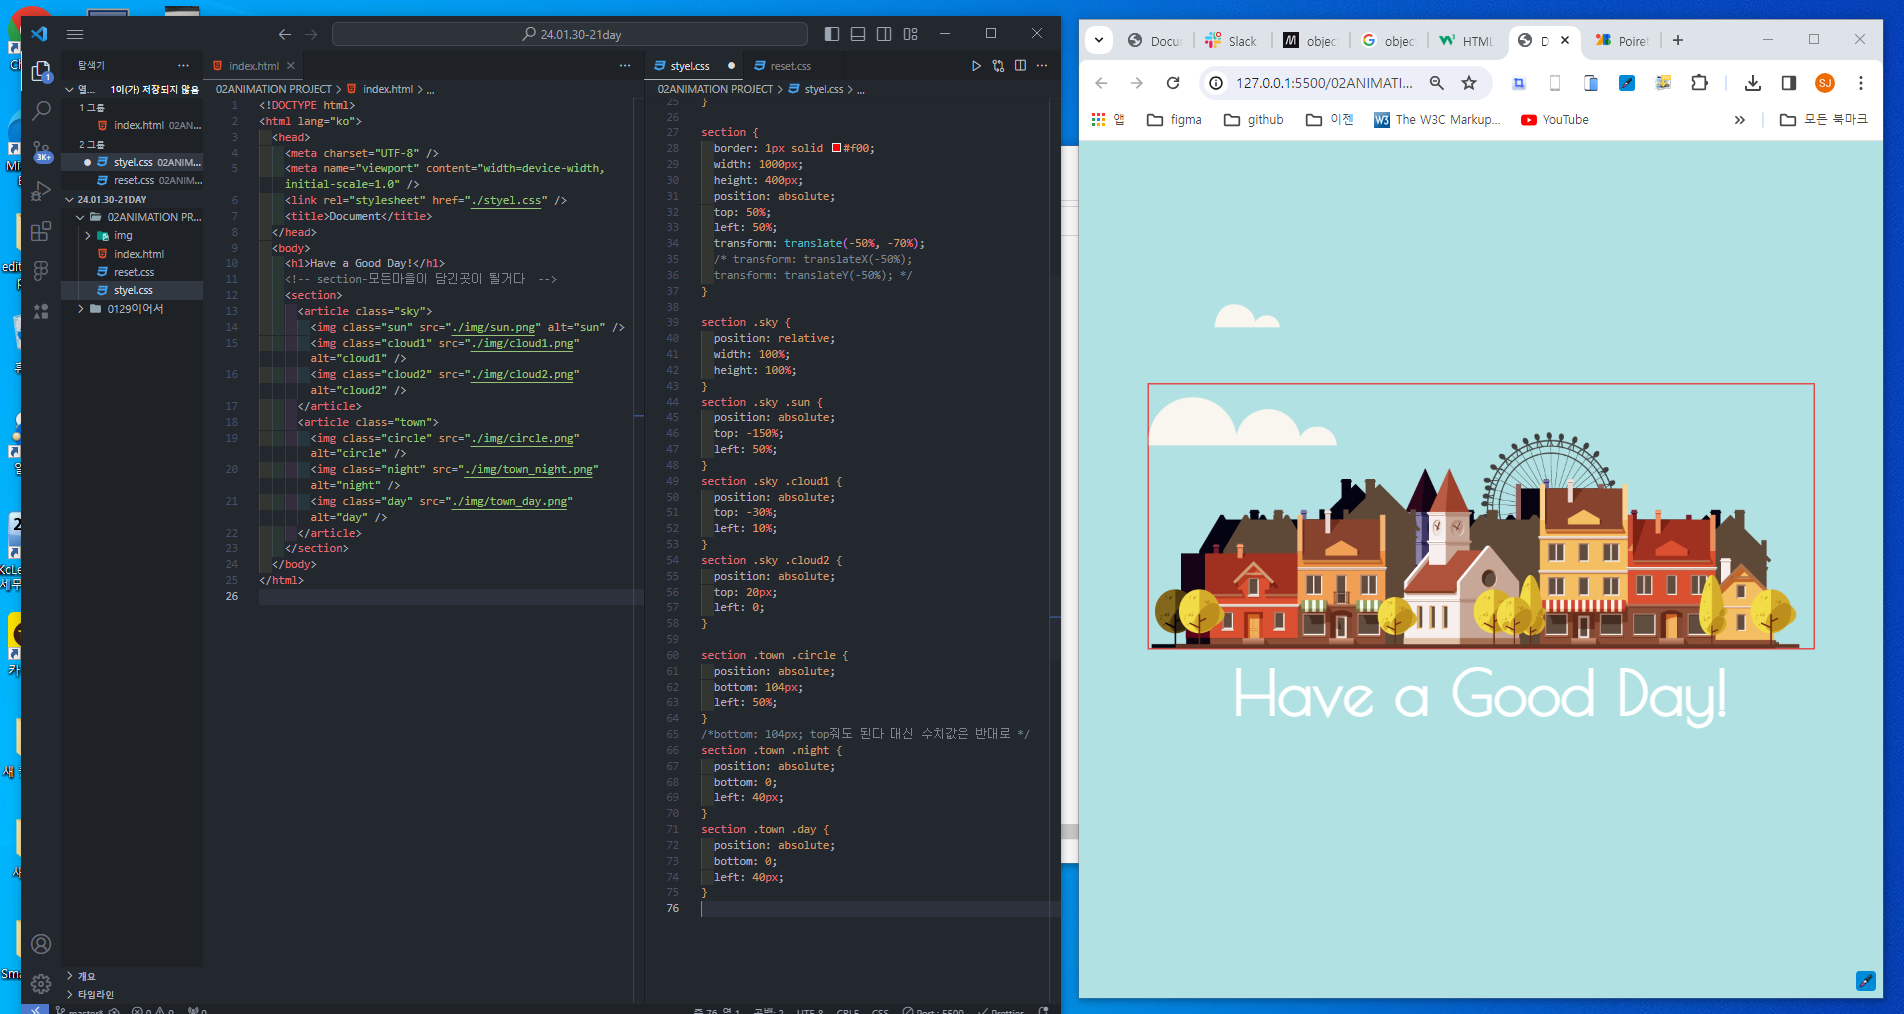 24.01.30-21day
탐색기
열...
1이(가) 저장되지 않음
1 그룹
index.html 02AN...
2 그룹
styel.css 02ANIM...
reset.css 02ANIM...
24.01.30-21DAY
02ANIMATION PR...
img
index.html
reset.css
styel.css
0129이어서
개요
타임라인
3K+
1
index.html
02ANIMATION PROJECT > index.html > ...
1 <!DOCTYPE html>
2 <html lang="ko">
3 <head>
4 <meta charset="UTF-8" />
5 <meta name="viewport" content="width=device-width,
initial-scale=1.0" />
6 <link rel="stylesheet" href="./styel.css" />
7 <title>Document</title>
8 </head>
9 <body>
10 <h1>Have a Good Day!</h1>
11 <!-- section-모든마을이 담긴곳이 될거다 -->
12 <section>
13 <article class="sky">
14 <img class="sun" src="./img/sun.png" alt="sun" />
15 <img class="cloud1" src="./img/cloud1.png"
alt="cloud1" />
16 <img class="cloud2" src="./img/cloud2.png"
alt="cloud2" />
17 </article>
18 <article class="town">
19 <img class="circle" src="./img/circle.png"
alt="circle" />
20 <img class="night" src="./img/town_night.png"
alt="night" />
21 <img class="day" src="./img/town_day.png"
alt="day" />
22 </article>
23 </section>
24 </body>
25 </html>
26
styel.css
reset.css
02ANIMATION PROJECT > styel.css > ...
25 }
26
27 section {
28 border: 1px solid #f00;
29 width: 1000px;
30 height: 400px;
31 position: absolute;
32 top: 50%;
33 left: 50%;
34 transform: translate(-50%, -70%);
35 /* transform: translateX(-50%);
36 transform: translateY(-50%); */
37 }
38
39 section .sky {
40 position: relative;
41 width: 100%;
42 height: 100%;
43 }
44 section .sky .sun {
45 position: absolute;
46 top: -150%;
47 left: 50%;
48 }
49 section .sky .cloud1 {
50 position: absolute;
51 top: -30%;
52 left: 10%;
53 }
54 section .sky .cloud2 {
55 position: absolute;
56 top: 20px;
57 left: 0;
58 }
59
60 section .town .circle {
61 position: absolute;
62 bottom: 104px;
63 left: 50%;
64 }
65 /*bottom: 104px; top줘도 된다 대신 수치값은 반대로 */
66 section .town .night {
67 position: absolute;
68 bottom: 0;
69 left: 40px;
70 }
71 section .town .day {
72 position: absolute;
73 bottom: 0;
74 left: 40px;
75 }
76
Docu
Slack
object
object
HTML
D
Poiret
127.0.0.1:5500/02ANIMATI...
SJ
앱
figma
github
이젠
The W3C Markup...
YouTube
모든 북마크
Have a Good Day!